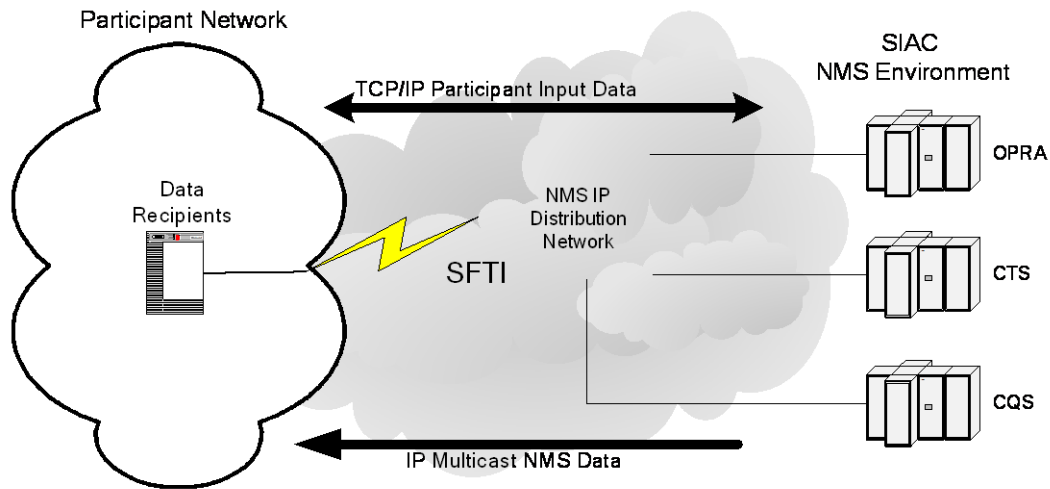 Participant Network
SIAC
NMS Environment
TCP/IP Participant Input Data
OPRA
Data
Recipients
NMS IP
Distribution
Network
SFTI
CTS
CQS
IP Multicast NMS Data